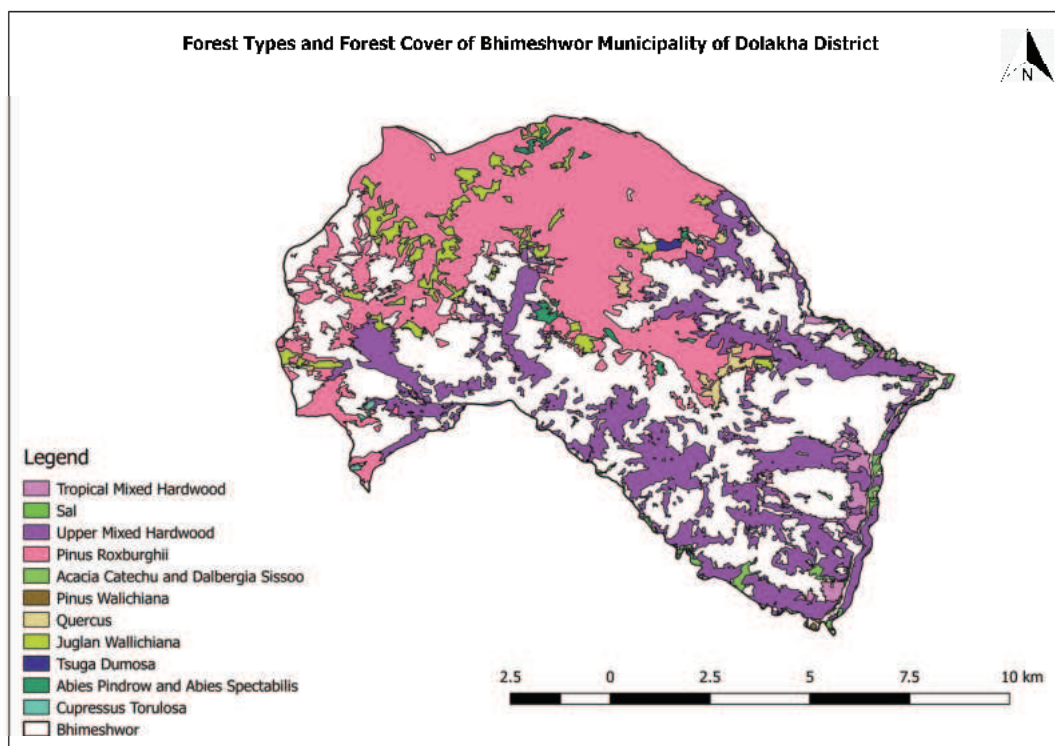 Forest Types and Forest Cover of Bhimeshwor Municipality of Dolakha District
N
Legend
Tropical Mixed Hardwood
Sal
Upper Mixed Hardwood
Pinus Roxburghii
Acacia Catechu and Dalbergia Sissoo
Pinus Walichiana
Quercus
Juglan Wallichiana
Tsuga Dumosa
Abies Pindrow and Abies Spectabilis
Cupressus Torulosa
Bhimeshwor
2.5 0 2.5 5 7.5 10 km